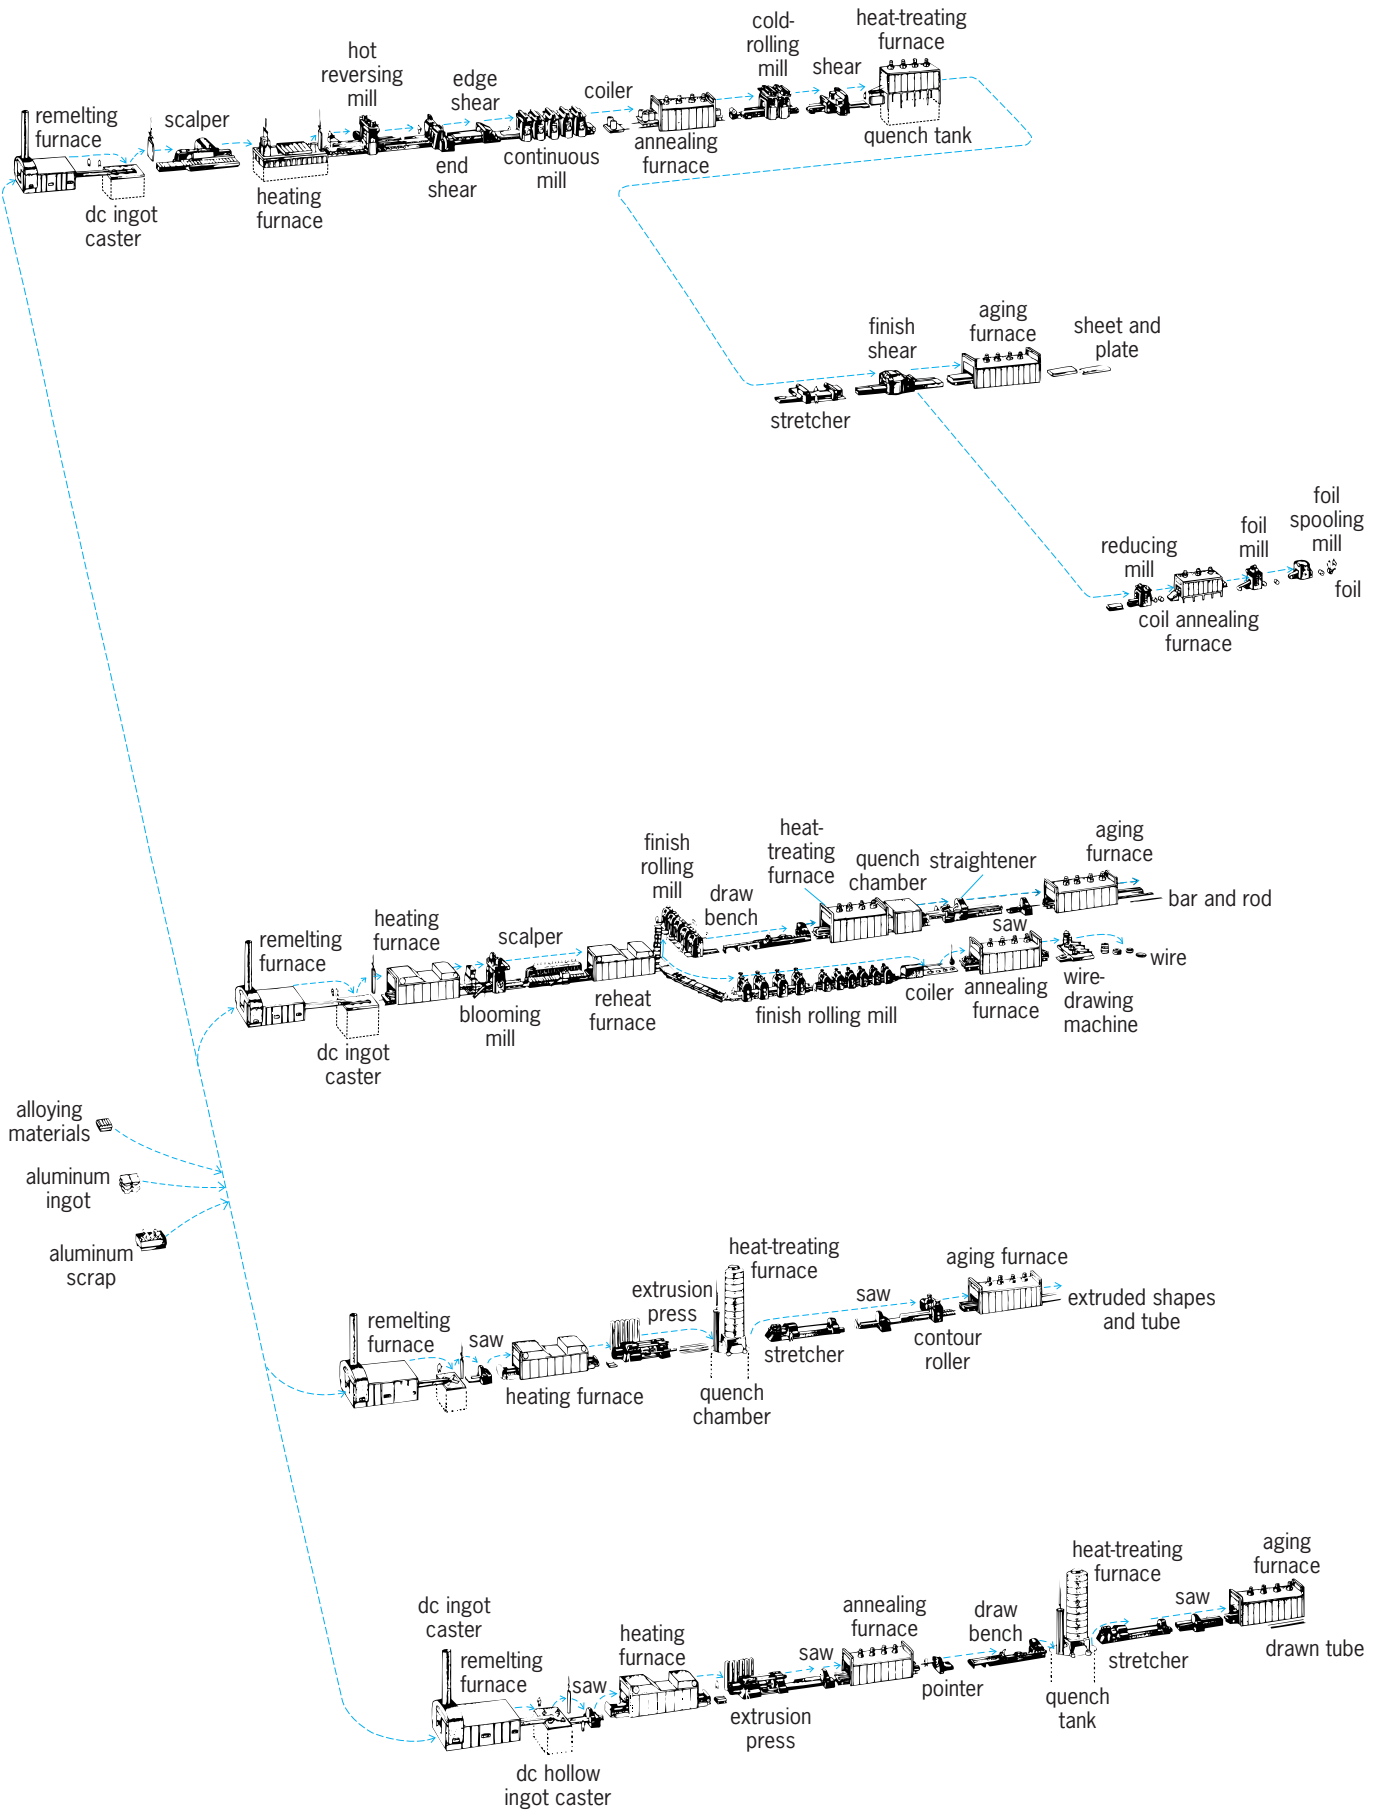 remelting
furnace
scalper
dc ingot
caster
heating
furnace
hot
reversing
mill
edge
shear
end
shear
continuous
mill
coiler
annealing
furnace
cold-
rolling
mill
shear
heat-treating
furnace
quench tank
stretcher
finish
shear
aging
furnace
sheet and
plate
reducing
mill
coil annealing
furnace
foil
mill
foil
spooling
mill
foil
remelting
furnace
dc ingot
caster
heating
furnace
blooming
mill
scalper
reheat
furnace
finish
rolling
mill
draw
bench
heat-
treating
furnace
quench
chamber
straightener
saw
aging
furnace
bar and rod
finish rolling mill
coiler
annealing
furnace
wire-
drawing
machine
wire
alloying
materials
aluminum
ingot
aluminum
scrap
remelting
furnace
saw
heating furnace
extrusion
press
heat-treating
furnace
quench
chamber
stretcher
saw
contour
roller
aging furnace
extruded shapes
and tube
dc ingot
caster
remelting
furnace
dc hollow
ingot caster
saw
heating
furnace
extrusion
press
saw
annealing
furnace
pointer
draw
bench
heat-treating
furnace
quench
tank
stretcher
saw
aging
furnace
drawn tube